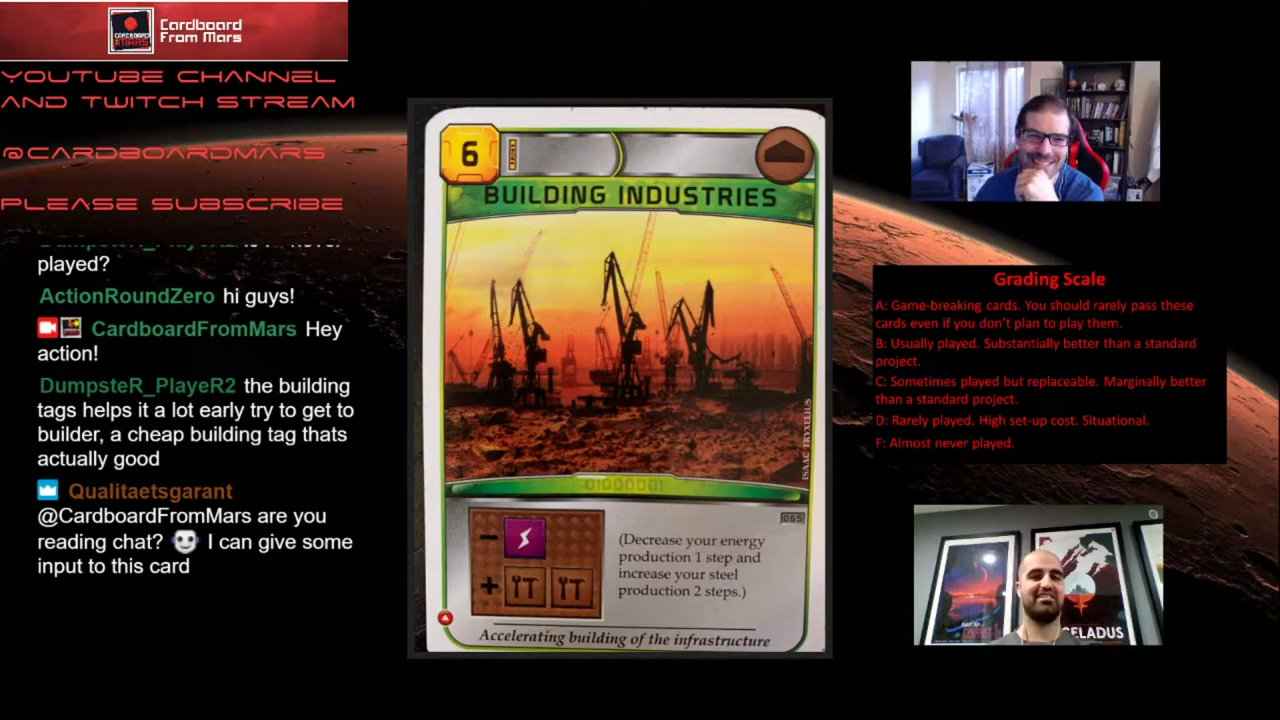 Cardboard
From Mars
YOUTUBE CHANNEL
AND TWITCH STREAM
@CARDBOARDMARS
PLEASE SUBSCRIBE
played?
ActionRoundZero hi guys!
CardboardFromMars Hey
action!
DumpsteR_PlayeR2 the building
tags helps it a lot early try to get to
builder, a cheap building tag thats
actually good
Qualitaetsgarant
@CardboardFromMars are you
reading chat? I can give some
input to this card
6
BUILDING INDUSTRIES
ISAAC FRYXELIUS
01000001
065
(Decrease your energy
production 1 step and
increase your steel
production 2 steps.)
Accelerating building of the infrastructure
Grading Scale
A: Game-breaking cards. You should rarely pass these
cards even if you don't plan to play them.
B: Usually played. Substantially better than a standard
project.
C: Sometimes played but replaceable. Marginally better
than a standard project.
D: Rarely played. High set-up cost. Situational.
F: Almost never played.
CELADUS